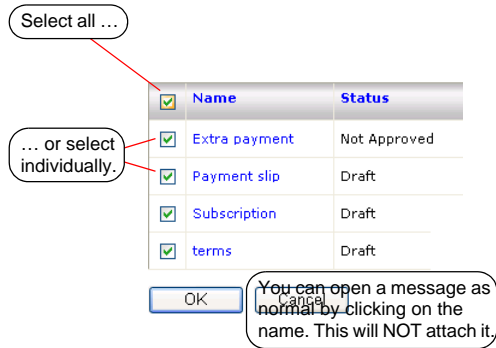 Select all …
Name Status
… or select
individually.
Extra payment Not Approved
Payment slip Draft
Subscription Draft
terms Draft
OK Cancel
You can open a message as
normal by clicking on the
name. This will NOT attach it.